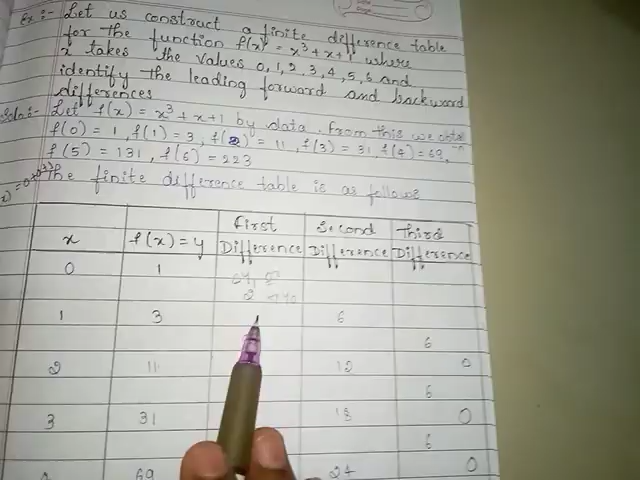 Ex:- Let us construct a finite difference table
for the function f(x) = x³ + x + 1 where
x takes the values 0, 1, 2, 3, 4, 5, 6 and
identify the leading forward and backward
differences
Soln:- Let f(x) = x³ + x + 1 by data. From this we
f(0) = 1, f(1) = 3, f(2) = 11, f(3) = 31, f(4) = 69,
f(5) = 131, f(6) = 223
The finite difference table is as follows
x f(x) = y First Difference Second Difference Third Difference
0 1
2
1 3 6
6
2 11 12 0
6
3 31 18 0
6
69 24 0